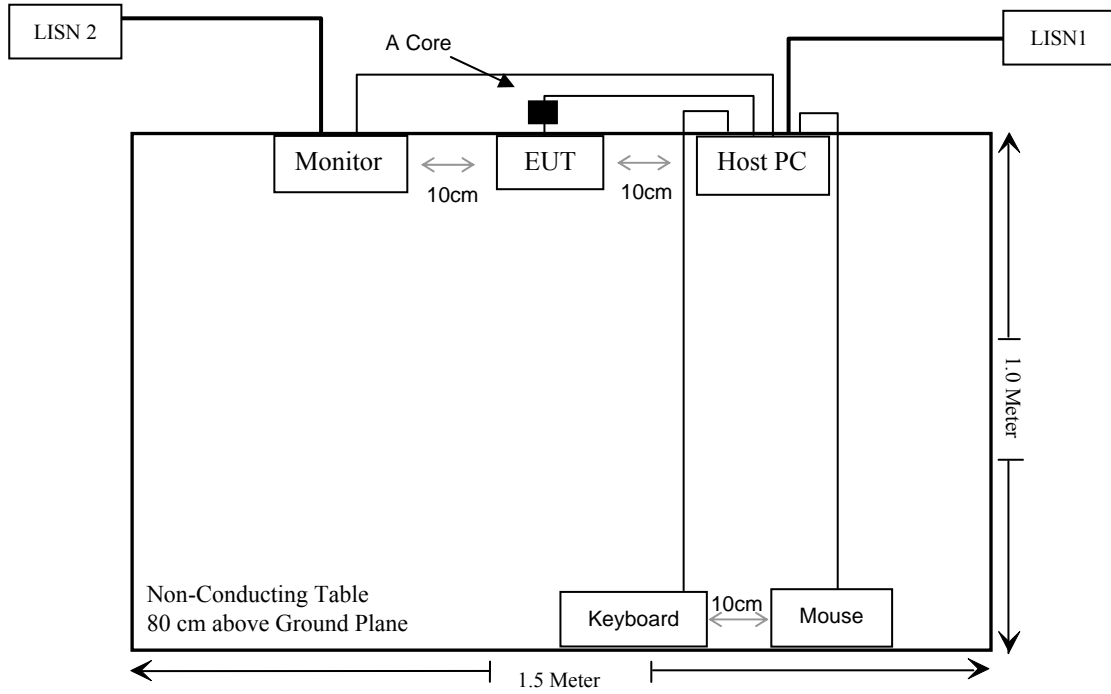 LISN 2
LISN1
A Core
Monitor
EUT
Host PC
10cm
10cm
1.0 Meter
Non-Conducting Table
80 cm above Ground Plane
Keyboard
10cm
Mouse
1.5 Meter